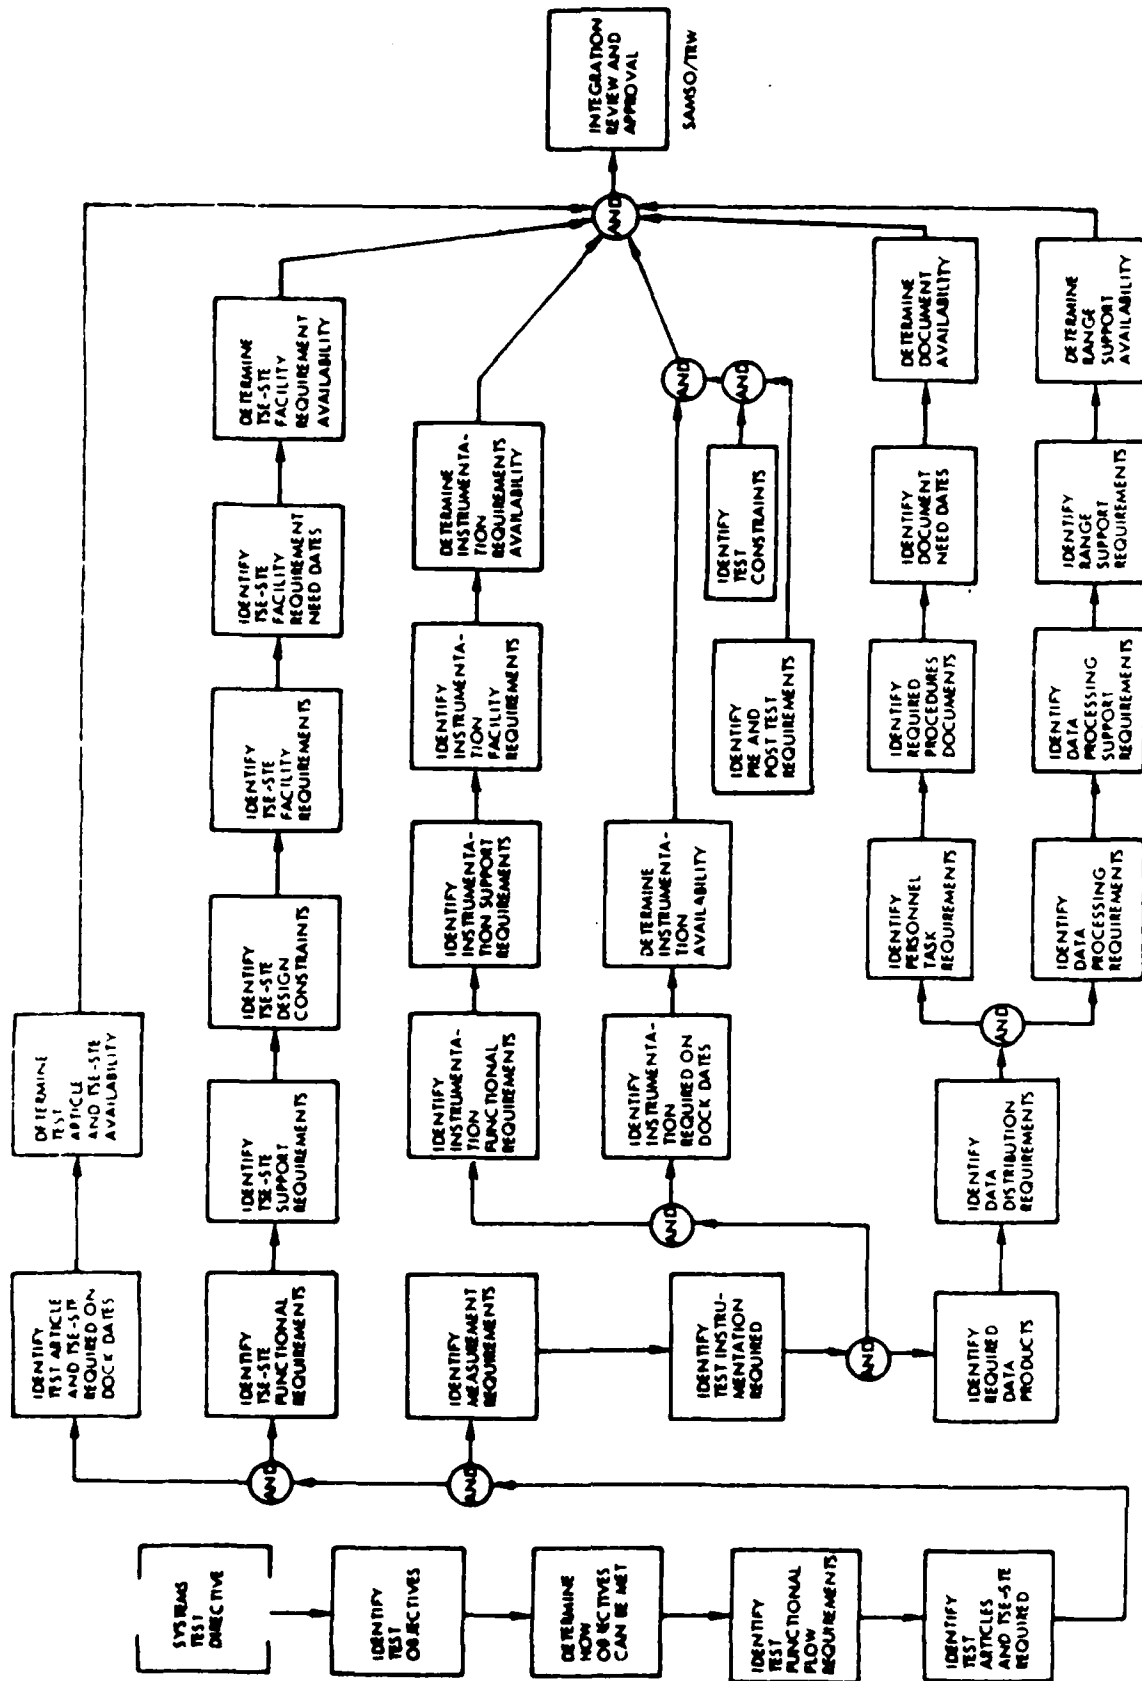 SYSTEMS
TEST
DIRECTIVE
IDENTIFY
TEST
OBJECTIVES
DETERMINE
HOW
OBJECTIVES
CAN BE MET
IDENTIFY
TEST
FUNCTIONAL
FLOW
REQUIREMENTS
IDENTIFY
TEST
ARTICLES
AND TSE-STE
REQUIRED
AND
AND
IDENTIFY
TEST ARTICLE
AND TSE-STE
REQUIRED ON
DOCK DATES
DETERMINE
TEST
ARTICLE
AND TSE-STE
AVAILABILITY
IDENTIFY
TSE-STE
FUNCTIONAL
REQUIREMENTS
IDENTIFY
TSE-STE
SUPPORT
REQUIREMENTS
IDENTIFY
TSE-STE
DESIGN
CONSTRAINTS
IDENTIFY
TSE-STE
FACILITY
REQUIREMENTS
IDENTIFY
TSE-STE
FACILITY
REQUIREMENT
NEED DATES
DETERMINE
TSE-STE
FACILITY
REQUIREMENT
AVAILABILITY
IDENTIFY
MEASUREMENT
REQUIREMENTS
IDENTIFY
TEST INSTRU-
MENTATION
REQUIRED
AND
AND
IDENTIFY
INSTRUMENTA-
TION
FUNCTIONAL
REQUIREMENTS
IDENTIFY
INSTRUMENTA-
TION SUPPORT
REQUIREMENTS
IDENTIFY
INSTRUMENTA-
TION
FACILITY
REQUIREMENTS
DETERMINE
INSTRUMENTA-
TION
REQUIREMENTS
AVAILABILITY
IDENTIFY
INSTRUMENTA-
TION
REQUIRED ON
DOCK DATES
DETERMINE
INSTRUMENTA-
TION
AVAILABILITY
IDENTIFY
PRE AND
POST TEST
REQUIREMENTS
IDENTIFY
TEST
CONSTRAINTS
AND
AND
IDENTIFY
REQUIRED
DATA
PRODUCTS
IDENTIFY
DATA
DISTRIBUTION
REQUIREMENTS
AND
IDENTIFY
PERSONNEL
TASK
REQUIREMENTS
IDENTIFY
REQUIRED
PROCEDURES
DOCUMENTS
IDENTIFY
DOCUMENT
NEED DATES
DETERMINE
DOCUMENT
AVAILABILITY
IDENTIFY
DATA
PROCESSING
REQUIREMENTS
IDENTIFY
DATA
PROCESSING
SUPPORT
REQUIREMENTS
IDENTIFY
RANGE
SUPPORT
REQUIREMENTS
DETERMINE
RANGE
SUPPORT
AVAILABILITY
AND
INTEGRATION
REVIEW AND
APPROVAL
SAMSO/TRW